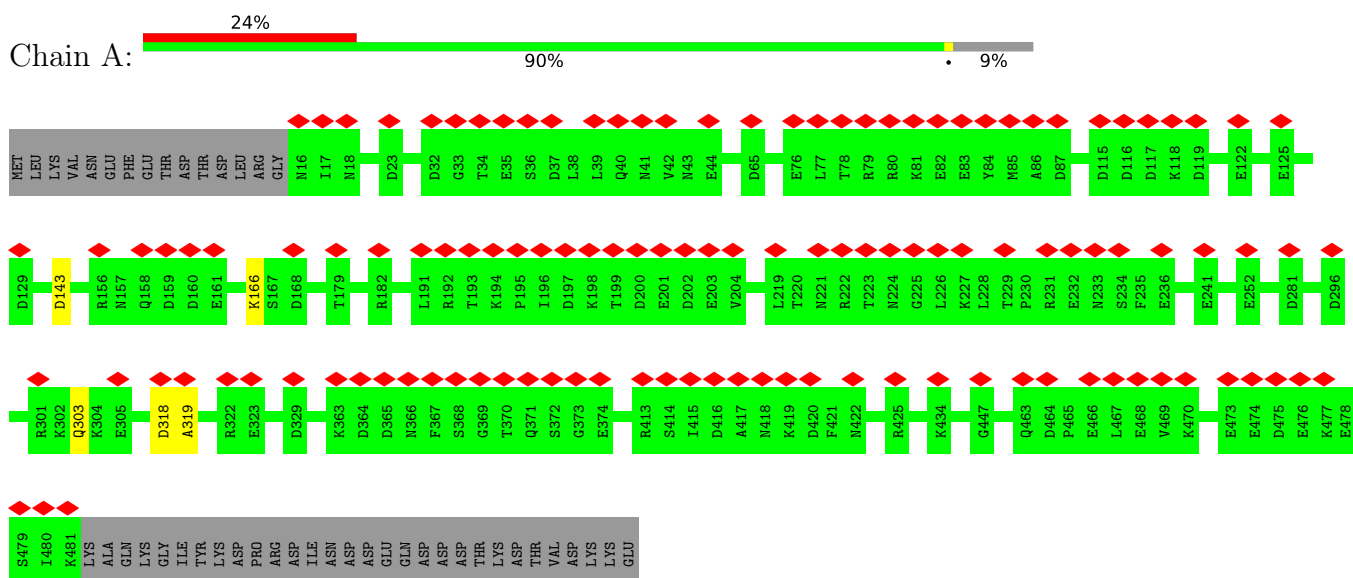 24%
Chain A:
90% • 9%
MET LEU LYS VAL ASN GLU PHE GLU THR ASP THR ASP LEU ARG GLY N16 I17 N18 D23 D32 G33 T34 E35 S36 D37 L38 L39 Q40 N41 V42 N43 E44 D65 E76 L77 T78 R79 R80 K81 E82 E83 Y84 M85 A86 D87 D115 D116 D117 K118 D119 E122 E125
D129 D143 R156 N157 Q158 D159 D160 E161 K166 S167 D168 T179 R182 L191 R192 T193 K194 P195 I196 D197 K198 T199 D200 E201 D202 E203 V204 L219 T220 N221 R222 T223 N224 G225 L226 K227 L228 T229 P230 R231 E232 N233 S234 F235 E236 E241 E252 D281 D296
R301 K302 Q303 K304 E305 D318 A319 R322 E323 D329 K363 D364 D365 N366 F367 S368 G369 T370 Q371 S372 G373 E374 R413 S414 I415 D416 A417 N418 K419 D420 F421 N422 R425 K434 G447 Q463 D464 P465 E466 L467 E468 V469 K470 E473 E474 D475 E476 K477 E478
S479 I480 K481 LYS ALA GLN LYS GLY ILE TYR LYS ASP PRO ARG ASP ILE ASN ASP ASP GLU GLN ASP ASP ASP THR LYS ASP THR VAL ASP LYS LYS GLU